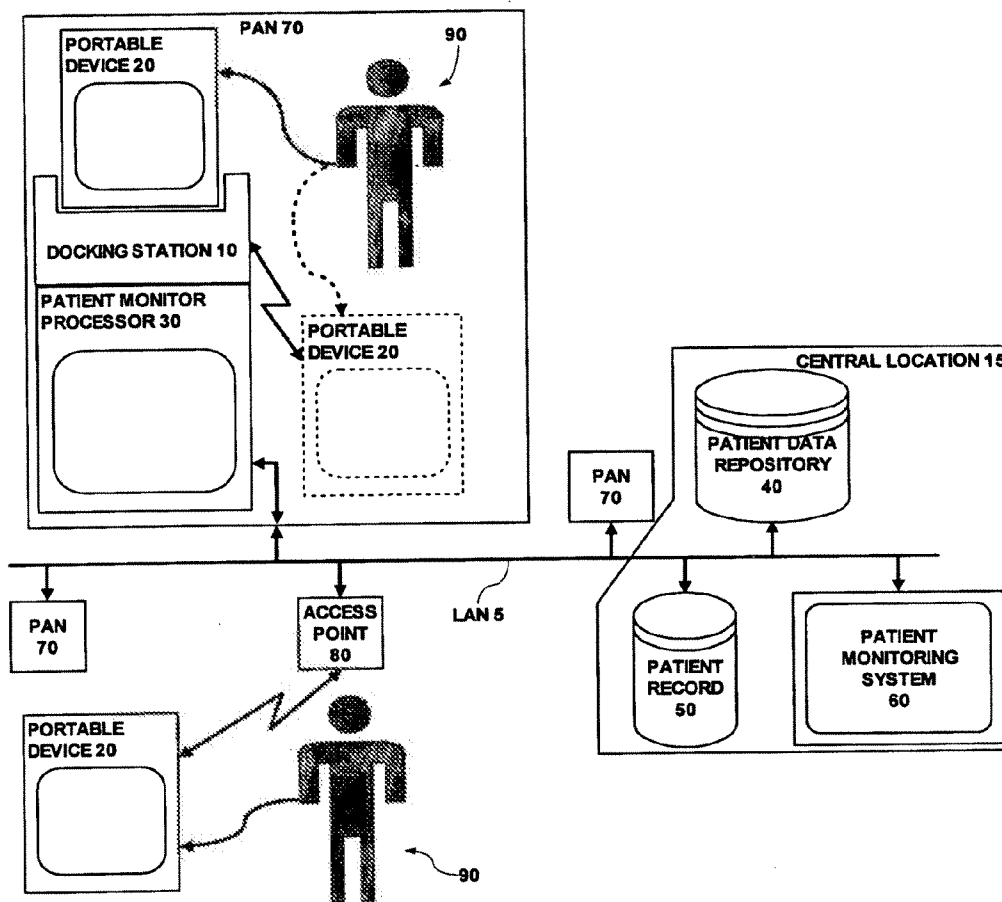 PAN 70
PORTABLE
DEVICE 20
90
DOCKING STATION 10
PATIENT MONITOR
PROCESSOR 30
PORTABLE
DEVICE 20
CENTRAL LOCATION 15
PATIENT DATA
REPOSITORY
40
PAN
70
LAN 5
PAN
70
ACCESS
POINT
80
PATIENT
RECORD
50
PATIENT
MONITORING
SYSTEM
60
PORTABLE
DEVICE 20
90